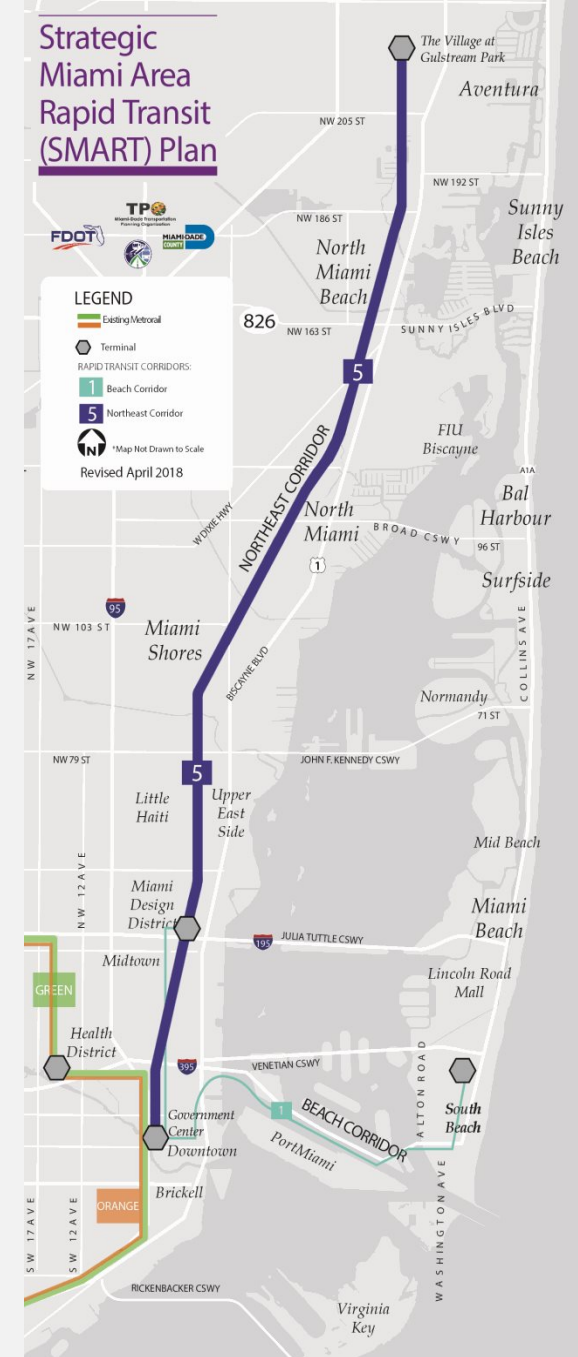 Strategic
Miami Area
Rapid Transit
(SMART) Plan
TPO
Miami-Dade Transportation
Planning Organization
FDOT
MIAMI-DADE
COUNTY
LEGEND
Existing Metrorail
Terminal
RAPID TRANSIT CORRIDORS:
1 Beach Corridor
5 Northeast Corridor
N *Map Not Drawn to Scale
Revised April 2018
The Village at
Gulstream Park
Aventura
NW 205 ST
NW 192 ST
NW 186 ST
Sunny
Isles
Beach
North
Miami
Beach
826
NW 163 ST
SUNNY ISLES BLVD
5
FIU
Biscayne
NORTHEAST CORRIDOR
W DIXIE HWY
A1A
Bal
Harbour
North
Miami
BROAD CSWY
96 ST
1
Surfside
95
NW 17 AVE
NW 103 ST
Miami
Shores
BISCAYNE BLVD
COLLINS AVE
Normandy
71 ST
NW 79 ST
JOHN F. KENNEDY CSWY
5
Little
Haiti
Upper
East
Side
Mid Beach
NW 12 AVE
Miami
Design
District
Miami
Beach
195
JULIA TUTTLE CSWY
Midtown
Lincoln Road
Mall
GREEN
Health
District
395
VENETIAN CSWY
ALTON ROAD
South
Beach
1
BEACH CORRIDOR
PortMiami
Government
Center
Downtown
Brickell
ORANGE
SW 17 AVE
SW 12 AVE
WASHINGTON AVE
RICKENBACKER CSWY
Virginia
Key